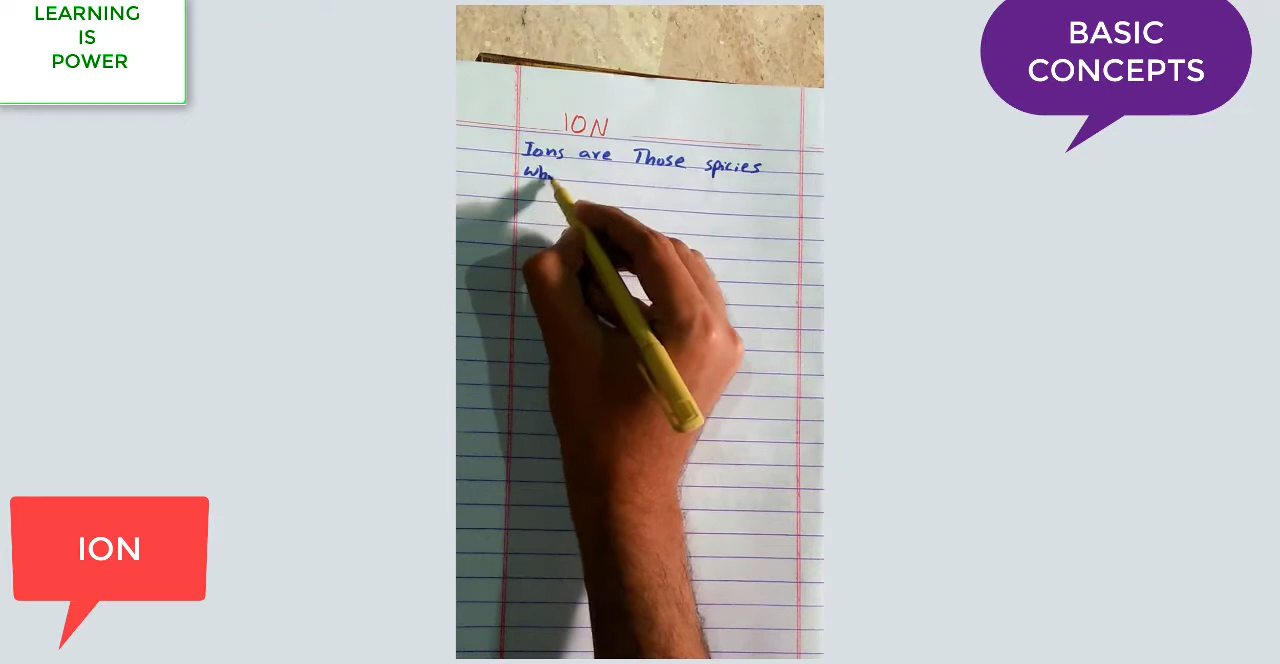 LEARNING
IS
POWER
BASIC
CONCEPTS
ION
Ions are Those spicies
ION